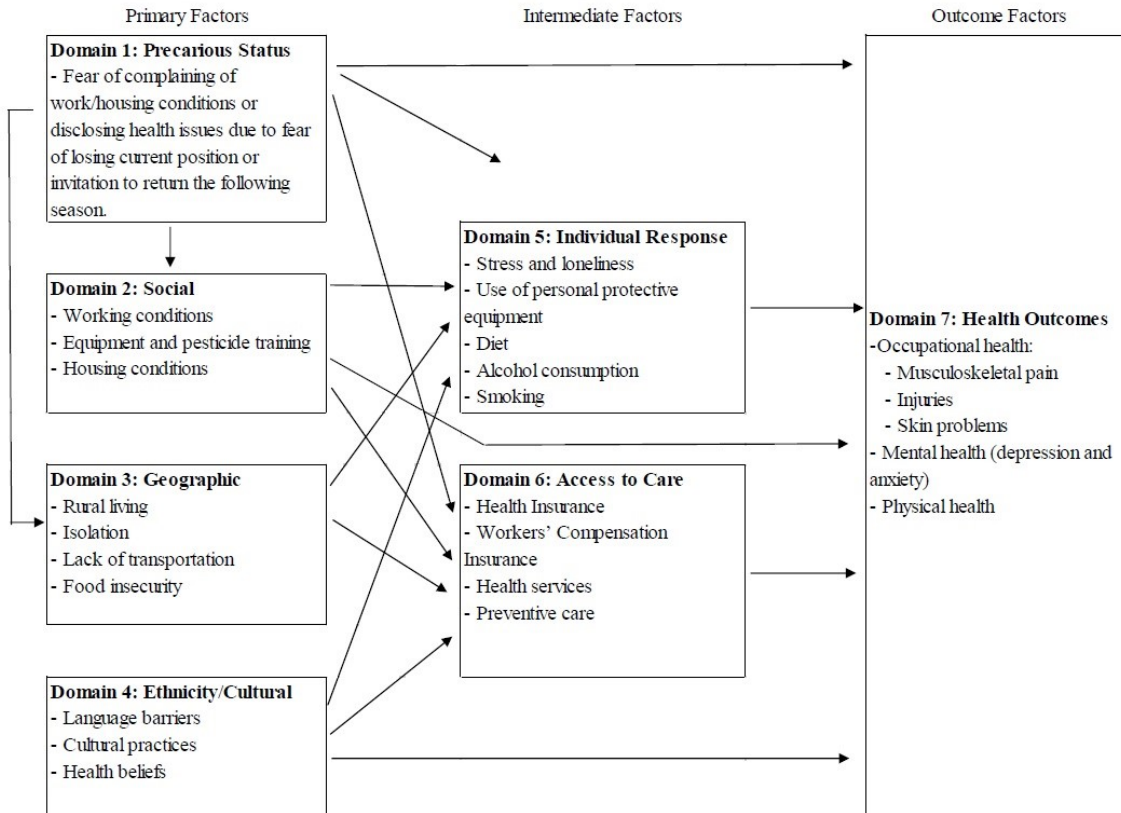 Primary Factors
Intermediate Factors
Outcome Factors
Domain 1: Precarious Status
- Fear of complaining of
work/housing conditions or
disclosing health issues due to fear
of losing current position or
invitation to return the following
season.
Domain 2: Social
- Working conditions
- Equipment and pesticide training
- Housing conditions
Domain 3: Geographic
- Rural living
- Isolation
- Lack of transportation
- Food insecurity
Domain 4: Ethnicity/Cultural
- Language barriers
- Cultural practices
- Health beliefs
Domain 5: Individual Response
- Stress and loneliness
- Use of personal protective
equipment
- Diet
- Alcohol consumption
- Smoking
Domain 6: Access to Care
- Health Insurance
- Workers’ Compensation
Insurance
- Health services
- Preventive care
Domain 7: Health Outcomes
-Occupational health:
- Musculoskeletal pain
- Injuries
- Skin problems
- Mental health (depression and
anxiety)
- Physical health